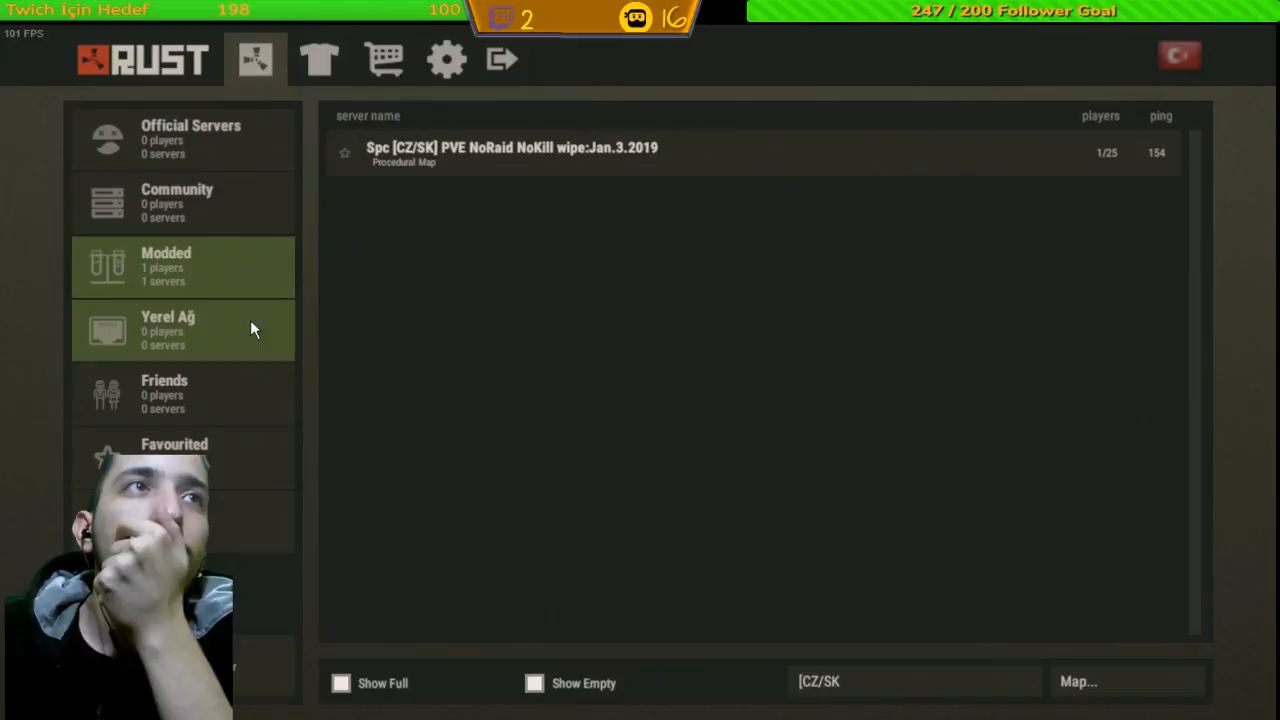 Twich İçin Hedef 198 100
2
16
247 / 200 Follower Goal
101 FPS
RUST
Official Servers
0 players
0 servers
Community
0 players
0 servers
Modded
1 players
1 servers
Yerel Ağ
0 players
0 servers
Friends
0 players
0 servers
Favourited
server name players ping
Spc [CZ/SK] PVE NoRaid NoKill wipe:Jan.3.2019 1/25 154
Procedural Map
Show Full
Show Empty
[CZ/SK
Map...